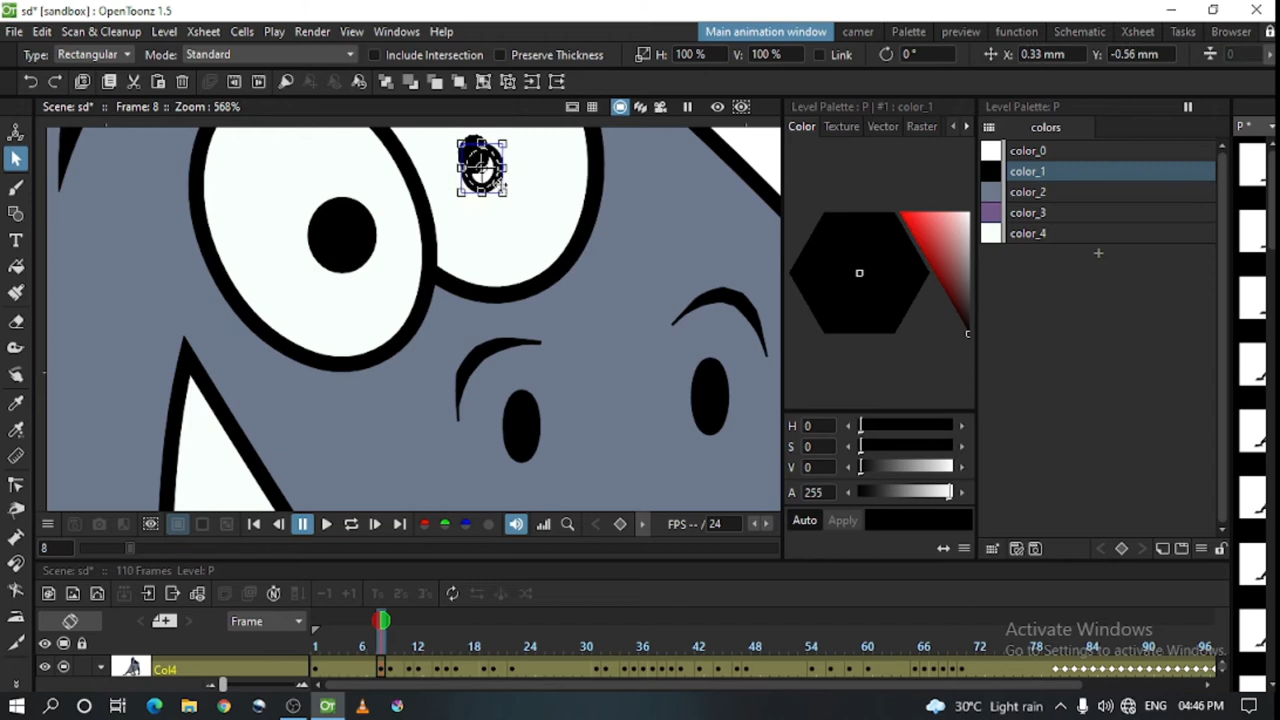 sd* [sandbox] : OpenToonz 1.5
File Edit Scan & Cleanup Level Xsheet Cells Play Render View Windows Help Main animation window camer Palette preview function Schematic Xsheet Tasks Browser
Type: Rectangular Mode: Standard Include Intersection Preserve Thickness H: 100 % V: 100 % Link 0 ° X: 0.33 mm Y: -0.56 mm 0
Scene: sd* : Frame: 8 :: Zoom : 568%
Level Palette: P | #1 : color_1
Level Palette: P
Color Texture Vector Raster
colors
P *
color_0
color_1
color_2
color_3
color_4
H 0
S 0
V 0
A 255
Auto Apply
FPS -- / 24
8
Scene: sd* :: 110 Frames Level: P
Frame
1 6 12 18 24 30 36 42 48 54 60 66 72 78 84 90 96
Col4
Activate Windows
Go to Settings to activate Windows.
30°C Light rain ENG 04:46 PM